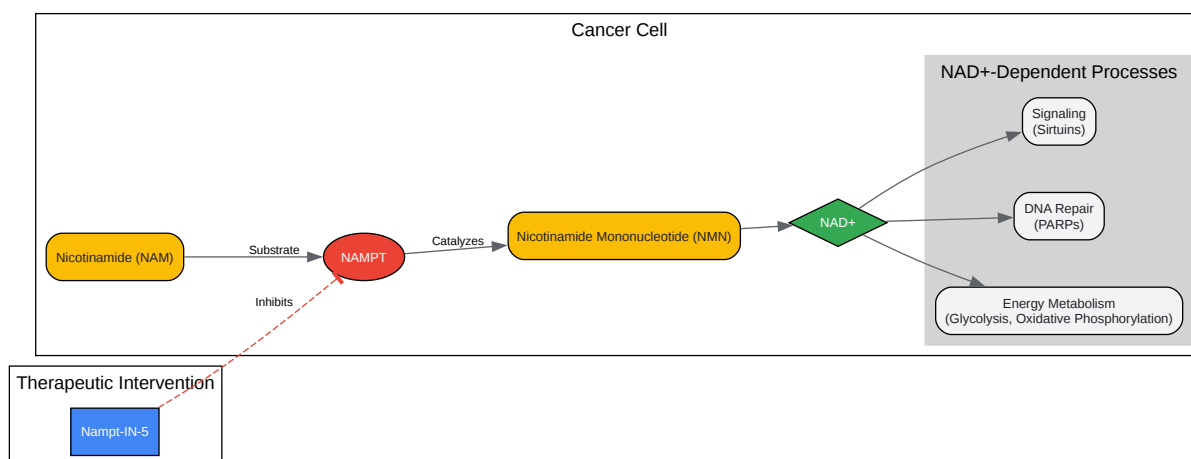 Cancer Cell
NAD+-Dependent Processes
Signaling
(Sirtuins)
DNA Repair
(PARPs)
Energy Metabolism
(Glycolysis, Oxidative Phosphorylation)
Nicotinamide (NAM)
Substrate
NAMPT
Catalyzes
Nicotinamide Mononucleotide (NMN)
NAD+
Inhibits
Therapeutic Intervention
Nampt-IN-5